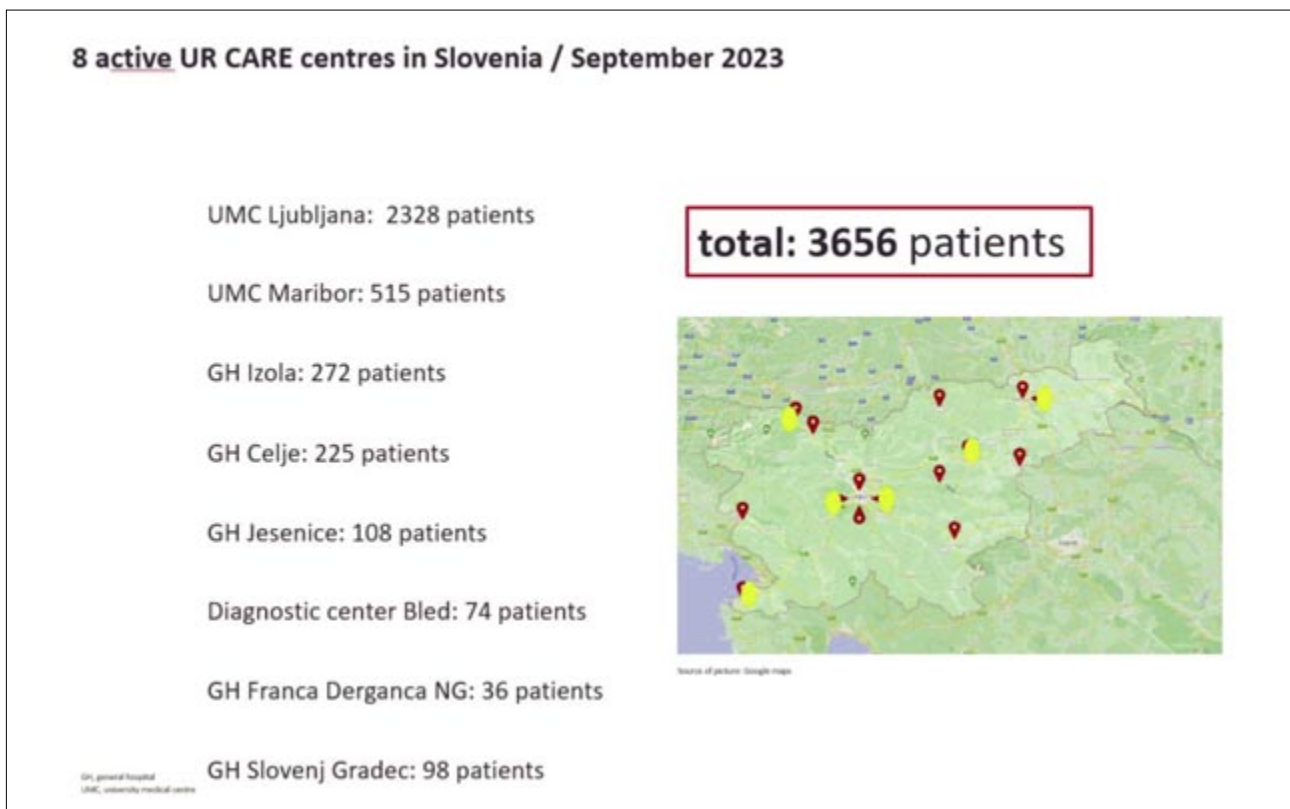 8 active UR CARE centres in Slovenia / September 2023
UMC Ljubljana: 2328 patients
UMC Maribor: 515 patients
GH Izola: 272 patients
GH Celje: 225 patients
GH Jesenice: 108 patients
Diagnostic center Bled: 74 patients
GH Franca Derganca NG: 36 patients
GH Slovenj Gradec: 98 patients
total: 3656 patients
Source of picture: Google maps
GH, general hospital
UMC, university medical centre